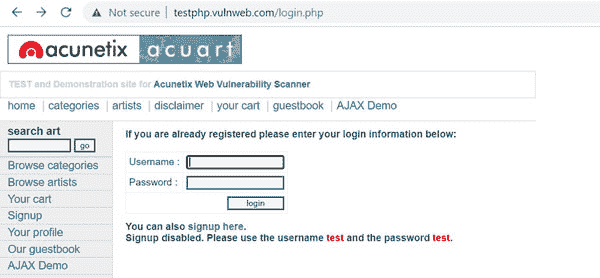 Not secure | testphp.vulnweb.com/login.php
acunetix acuart
TEST and Demonstration site for Acunetix Web Vulnerability Scanner
home | categories | artists | disclaimer | your cart | guestbook | AJAX Demo
search art
go
Browse categories
Browse artists
Your cart
Signup
Your profile
Our guestbook
AJAX Demo
If you are already registered please enter your login information below:
Username :
Password :
login
You can also signup here.
Signup disabled. Please use the username test and the password test.